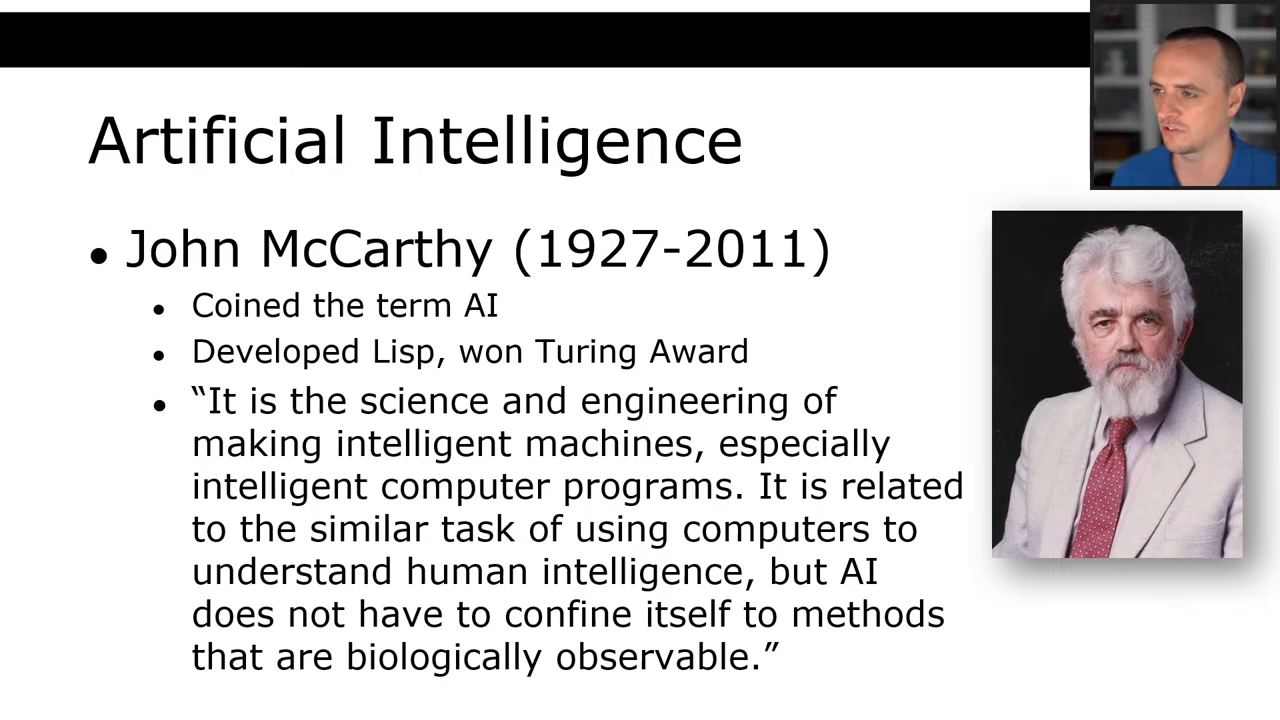 Artificial Intelligence
• John McCarthy (1927-2011)
• Coined the term AI
• Developed Lisp, won Turing Award
• “It is the science and engineering of
making intelligent machines, especially
intelligent computer programs. It is related
to the similar task of using computers to
understand human intelligence, but AI
does not have to confine itself to methods
that are biologically observable.”